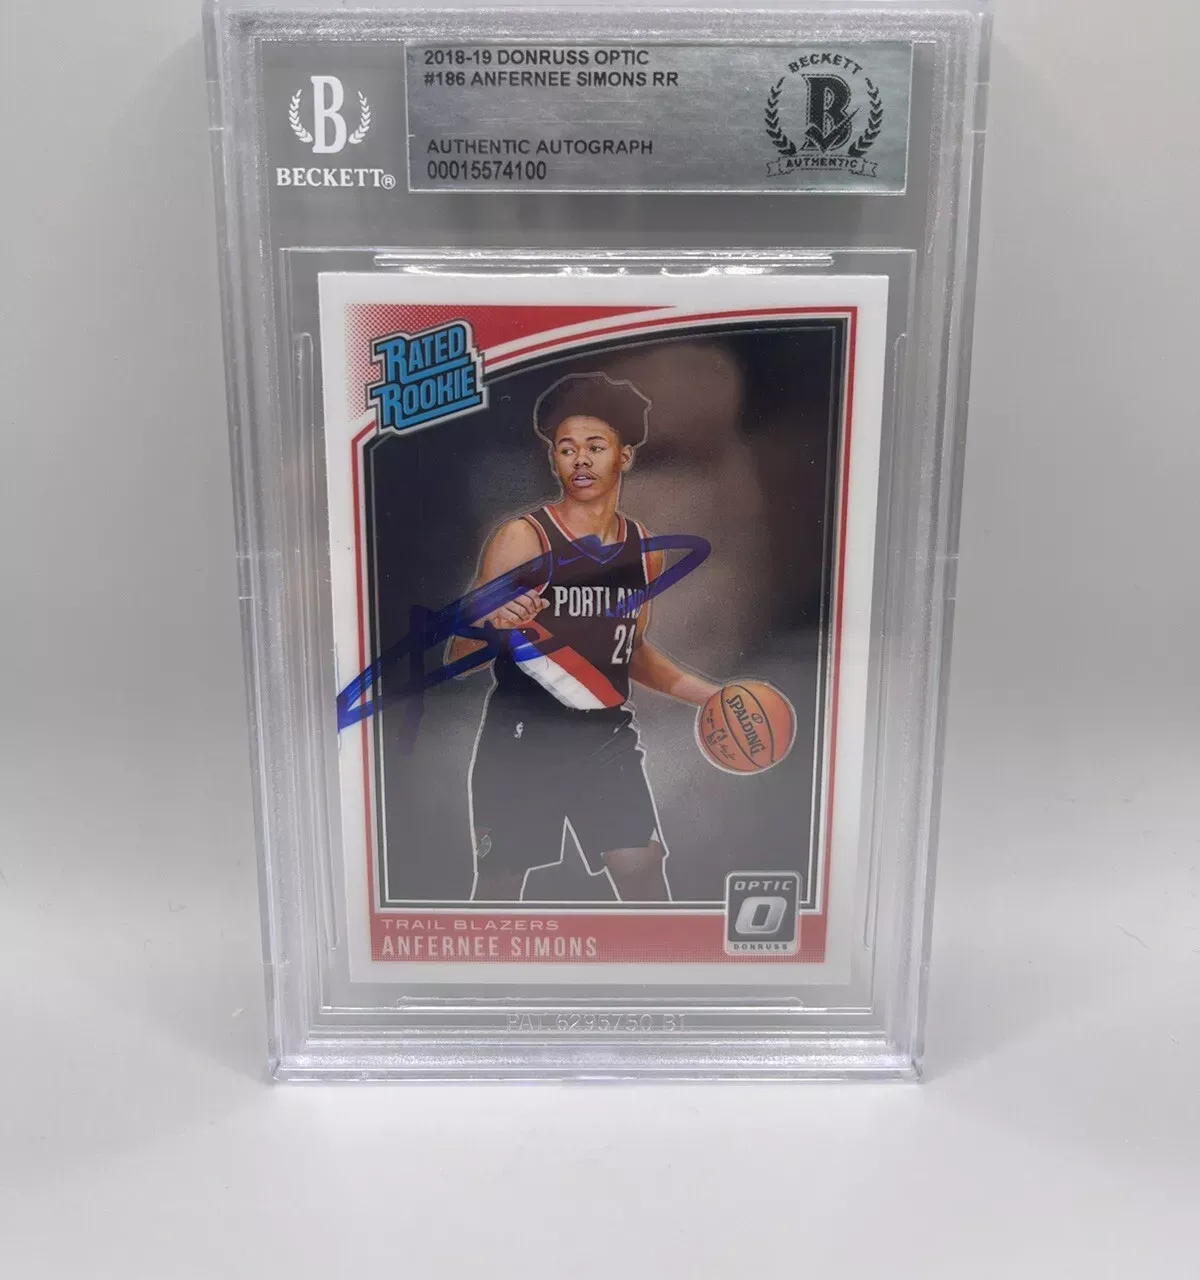 2018-19 DONRUSS OPTIC
#186 ANFERNEE SIMONS RR
AUTHENTIC AUTOGRAPH
00015574100
B
BECKETT®
BECKETT
B
AUTHENTIC
RATED
ROOKIE
PORTLAND
24
SPALDING
OPTIC
O
DONRUSS
TRAIL BLAZERS
ANFERNEE SIMONS
PAT. 6295750 B1